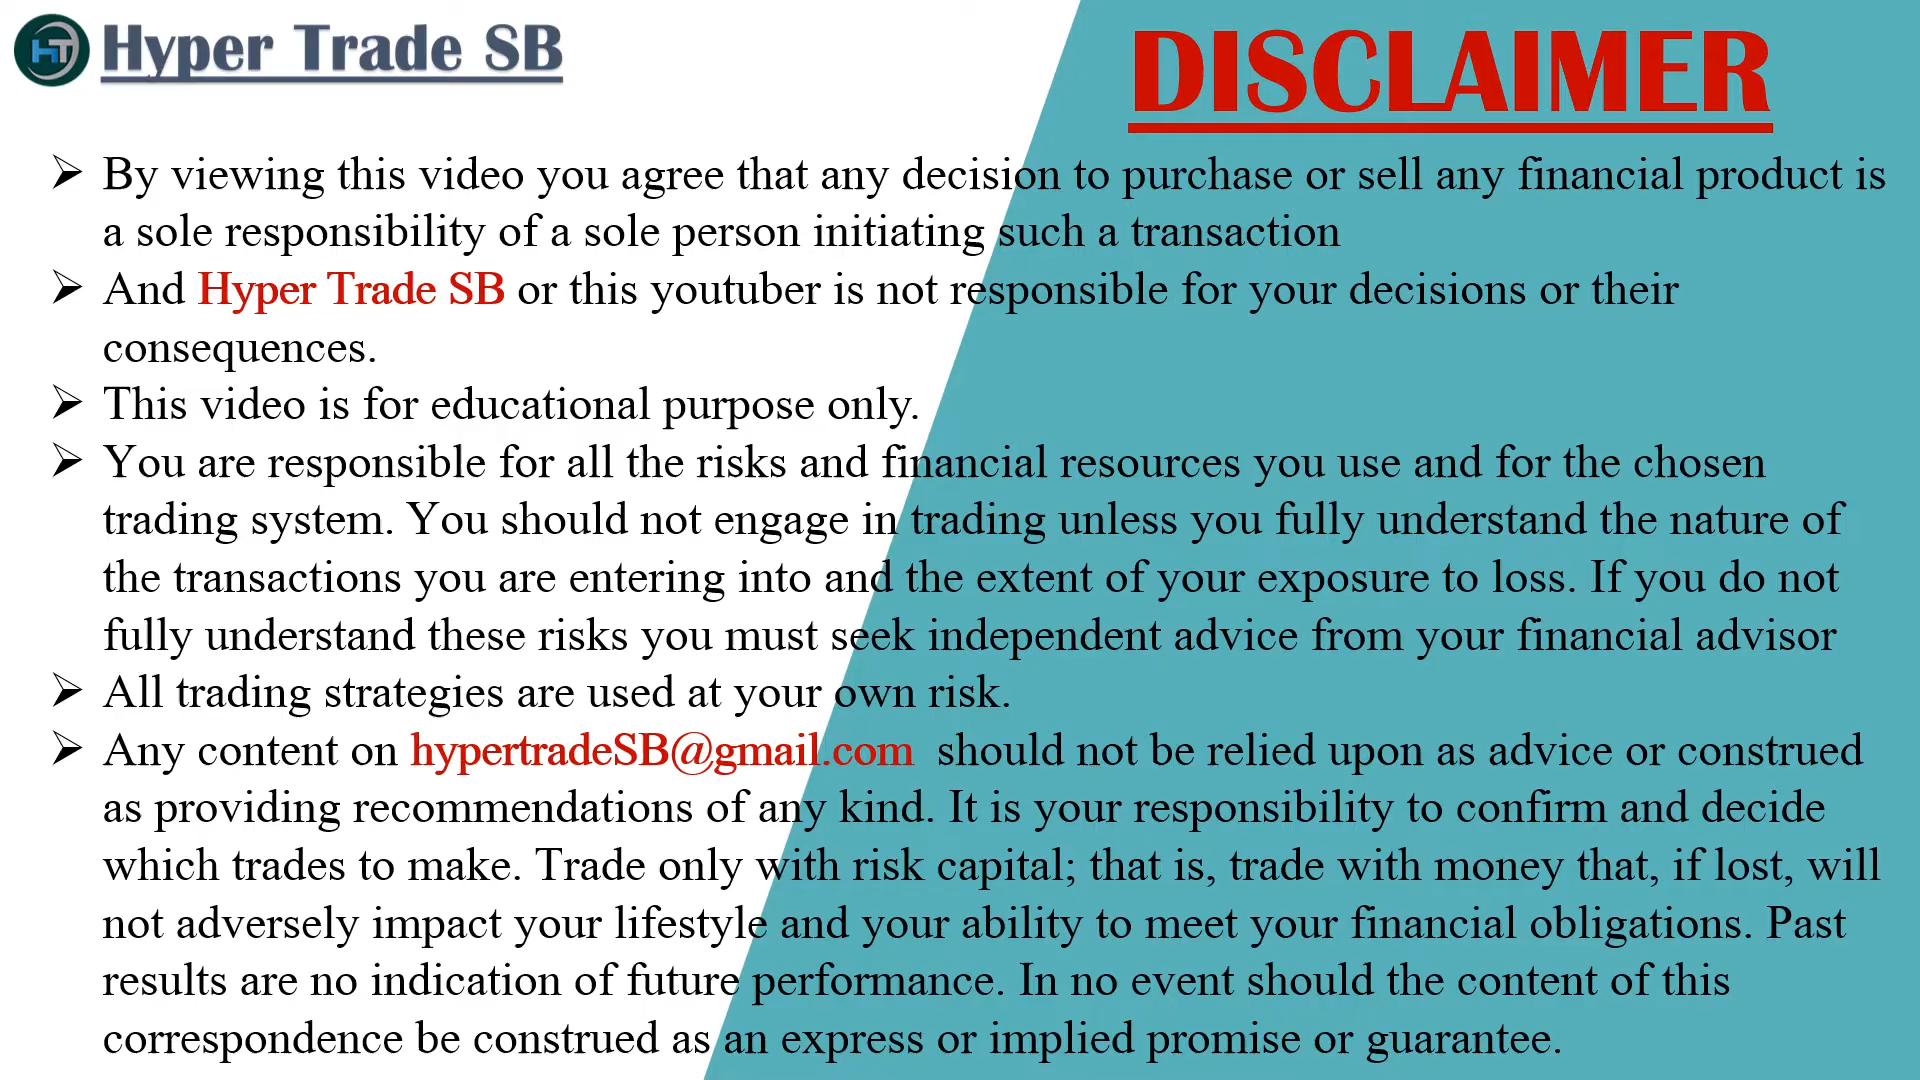 HT Hyper Trade SB
DISCLAIMER
➢ By viewing this video you agree that any decision to purchase or sell any financial product is
a sole responsibility of a sole person initiating such a transaction
➢ And Hyper Trade SB or this youtuber is not responsible for your decisions or their
consequences.
➢ This video is for educational purpose only.
➢ You are responsible for all the risks and financial resources you use and for the chosen
trading system. You should not engage in trading unless you fully understand the nature of
the transactions you are entering into and the extent of your exposure to loss. If you do not
fully understand these risks you must seek independent advice from your financial advisor
➢ All trading strategies are used at your own risk.
➢ Any content on hypertradeSB@gmail.com should not be relied upon as advice or construed
as providing recommendations of any kind. It is your responsibility to confirm and decide
which trades to make. Trade only with risk capital; that is, trade with money that, if lost, will
not adversely impact your lifestyle and your ability to meet your financial obligations. Past
results are no indication of future performance. In no event should the content of this
correspondence be construed as an express or implied promise or guarantee.